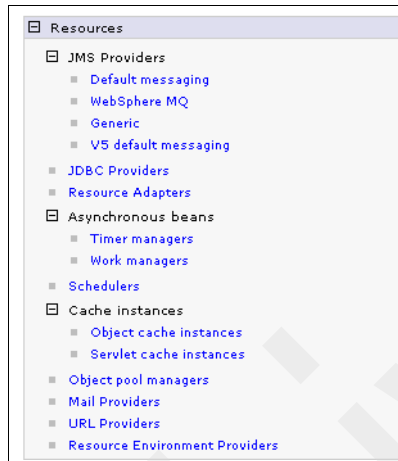 Resources
JMS Providers
Default messaging
WebSphere MQ
Generic
V5 default messaging
JDBC Providers
Resource Adapters
Asynchronous beans
Timer managers
Work managers
Schedulers
Cache instances
Object cache instances
Servlet cache instances
Object pool managers
Mail Providers
URL Providers
Resource Environment Providers